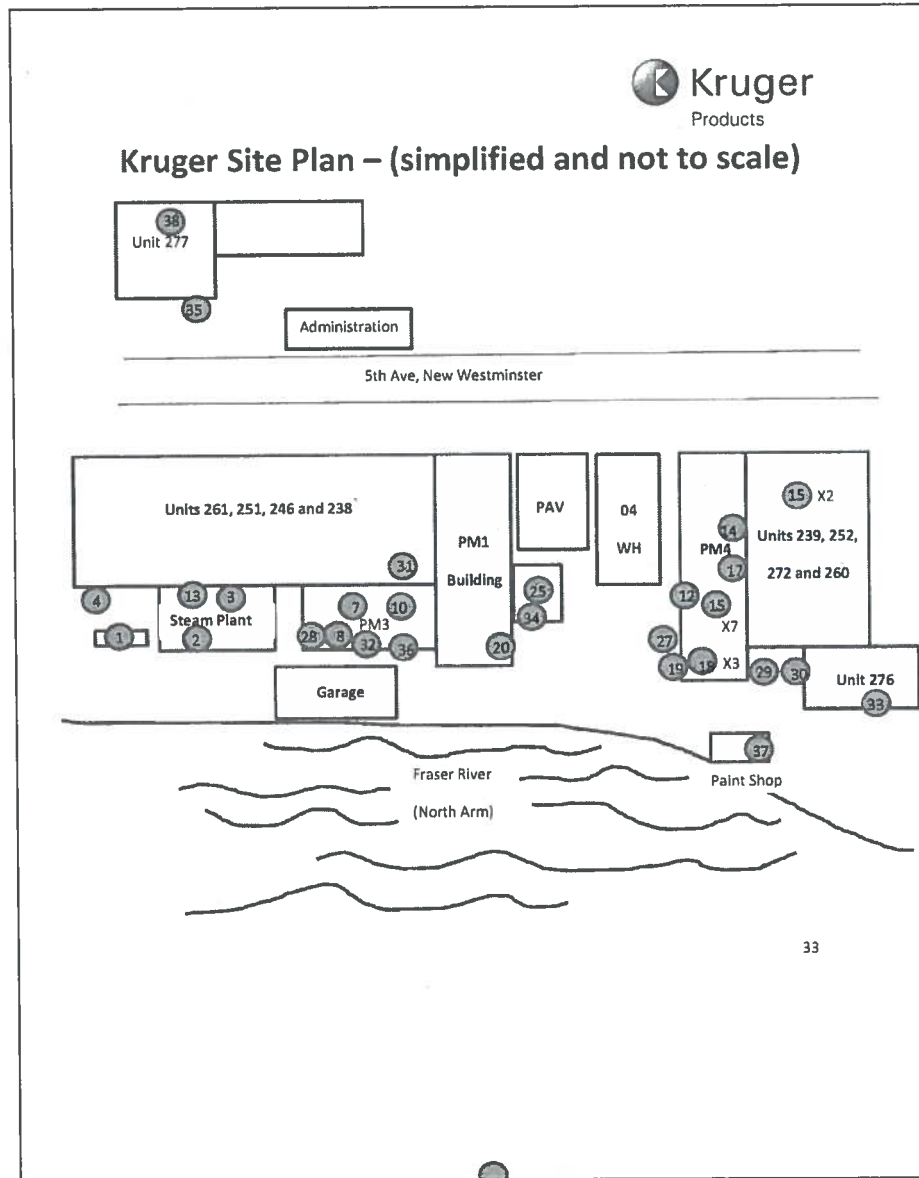 Kruger
Products
Kruger Site Plan – (simplified and not to scale)
38
Unit 277
35
Administration
5th Ave, New Westminster
Units 261, 251, 246 and 238
31
PM1
Building
PAV
04
WH
PM4
14
17
12
15
X7
27
19
18
X3
15
X2
Units 239, 252,
272 and 260
4
13
3
Steam Plant
1
2
7
10
PM3
28
8
32
36
20
25
34
29
30
Unit 276
33
Garage
37
Paint Shop
Fraser River
(North Arm)
33